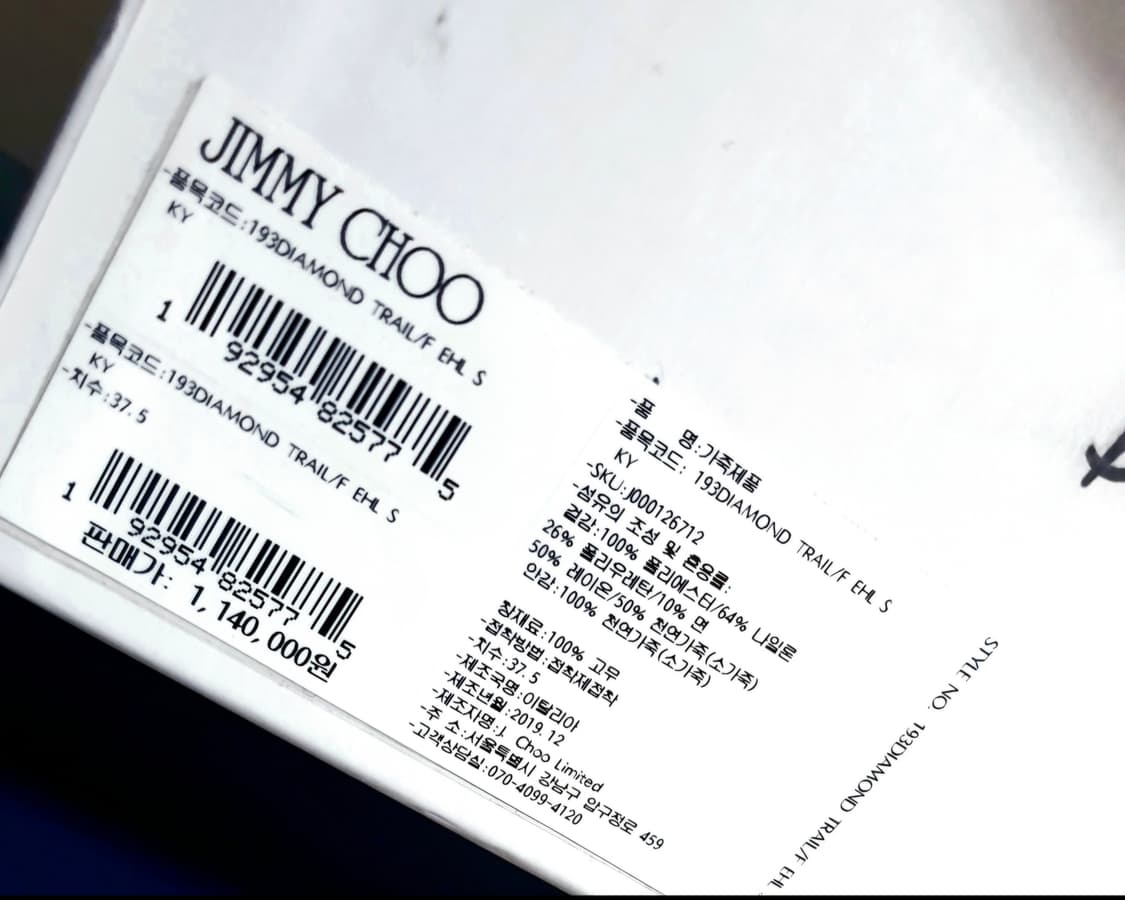 JIMMY CHOO
-품목코드:193DIAMOND TRAIL/F EHL S
KY
1 92954 82577 5
-품목코드:193DIAMOND TRAIL/F EHL S
KY
-치수:37.5
1 92954 82577 5
판매가: 1,140,000원
-품 명:가죽제품
-품목코드: 193DIAMOND TRAIL/F EHL S
KY
-SKU:J000126712
-섬유의 조성 및 혼용률:
겉감:100% 폴리에스터/64% 나일론
26% 폴리우레탄/10% 면
50% 레이온/50% 천연가죽(소가죽)
안감:100% 천연가죽(소가죽)
창재료:100% 고무
-접착방법:접착제접착
-치수:37.5
-제조국명:이탈리아
-제조년월:2019.12
-제조자명:J. Choo Limited
-주 소:서울특별시 강남구 압구정로 459
-고객상담실:070-4099-4120
STYLE NO. 193DIAMOND TRAIL/F EHL